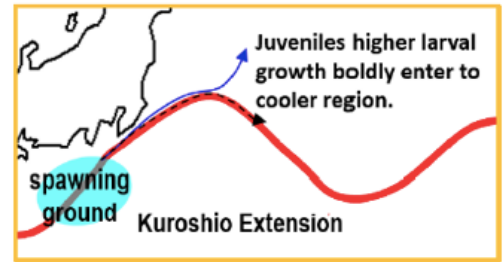 Juveniles higher larval
growth boldly enter to
cooler region.
spawning
ground
Kuroshio Extension